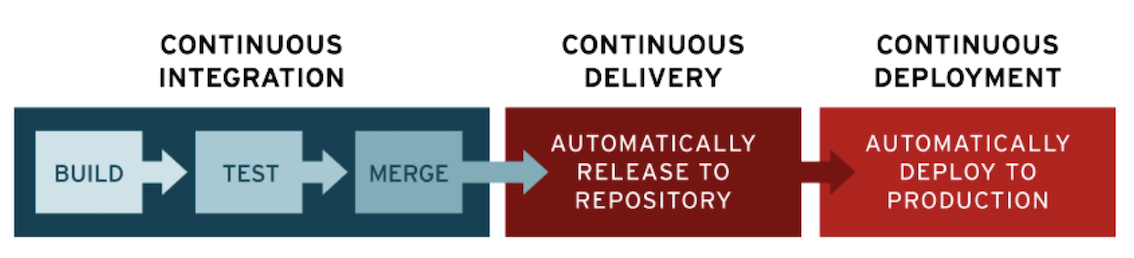 CONTINUOUS
INTEGRATION
CONTINUOUS
DELIVERY
CONTINUOUS
DEPLOYMENT
BUILD
TEST
MERGE
AUTOMATICALLY
RELEASE TO
REPOSITORY
AUTOMATICALLY
DEPLOY TO
PRODUCTION